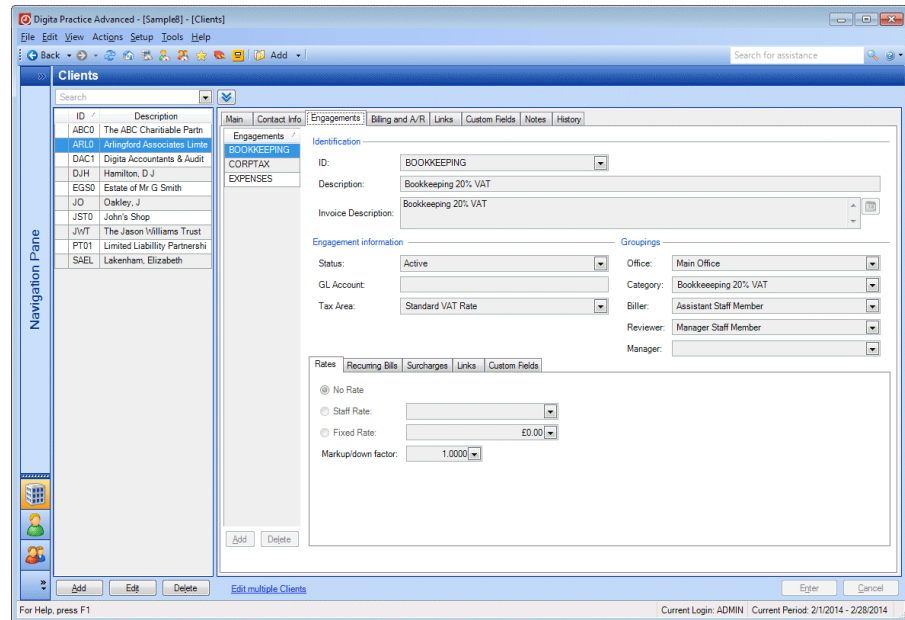 Digita Practice Advanced - [Sample8] - [Clients]
File Edit View Actions Setup Tools Help
Back Add Search for assistance
Clients
Search
ID Description
ABC0 The ABC Charitiable Partn
ARL0 Arlingford Associates Limte
DAC1 Digita Accountants & Audit
DJH Hamilton, D J
EGS0 Estate of Mr G Smith
JO Oakley, J
JST0 John's Shop
JWT The Jason Williams Trust
PT01 Limited Liabillity Partnershi
SAEL Lakenham, Elizabeth
Navigation Pane
Main Contact Info Engagements Billing and A/R Links Custom Fields Notes History
Engagements
BOOKKEEPING
CORPTAX
EXPENSES
Identification
ID: BOOKKEEPING
Description: Bookkeeping 20% VAT
Invoice Description: Bookkeeping 20% VAT
Engagement information
Status: Active
GL Account:
Tax Area: Standard VAT Rate
Groupings
Office: Main Office
Category: Bookkeeeping 20% VAT
Biller: Assistant Staff Member
Reviewer: Manager Staff Member
Manager:
Rates Recurring Bills Surcharges Links Custom Fields
No Rate
Staff Rate:
Fixed Rate: £0.00
Markup/down factor: 1.0000
Add Delete
Add Edit Delete Edit multiple Clients Enter Cancel
For Help, press F1 Current Login: ADMIN Current Period: 2/1/2014 - 2/28/2014